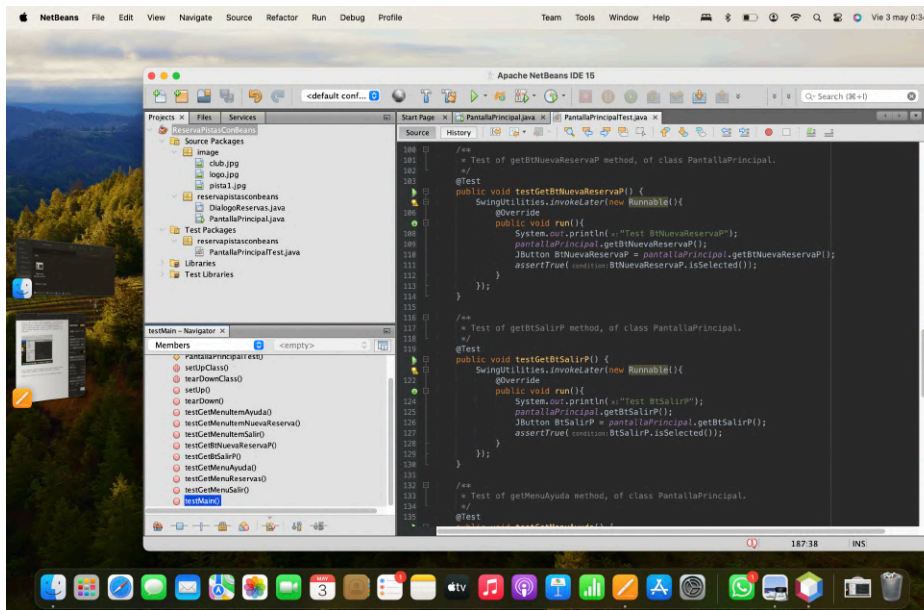 NetBeans File Edit View Navigate Source Refactor Run Debug Profile Team Tools Window Help Vie 3 may 0:34
Apache NetBeans IDE 15
<default conf... Search (⌘+I)
Projects Files Services
ReservaPistasConBeans
Source Packages
image
club.jpg
logo.jpg
pista1.jpg
reservapistasconbeans
DialogoReservas.java
PantallaPrincipal.java
Test Packages
reservapistasconbeans
PantallaPrincipalTest.java
Libraries
Test Libraries
testMain - Navigator
Members <empty>
PantallaPrincipalTest()
setUpClass()
tearDownClass()
setUp()
tearDown()
testGetMenuItemAyuda()
testGetMenuItemNuevaReserva()
testGetMenuItemSalir()
testGetBtNuevaReservaP()
testGetBtSalirP()
testGetMenuAyuda()
testGetMenuReservas()
testGetMenuSalir()
testMain()
Start Page PantallaPrincipal.java PantallaPrincipalTest.java
Source History
100 /**
101 * Test of getBtNuevaReservaP method, of class PantallaPrincipal.
102 */
103 @Test
public void testGetBtNuevaReservaP() {
SwingUtilities.invokeLater(new Runnable(){
106 @Override
public void run(){
108 System.out.println(x:"Test BtNuevaReservaP");
109 pantallaPrincipal.getBtNuevaReservaP();
110 JButton BtNuevaReservaP = pantallaPrincipal.getBtNuevaReservaP();
111 assertTrue(condition:BtNuevaReservaP.isSelected());
112 }
113 });
114 }
115
116 /**
117 * Test of getBtSalirP method, of class PantallaPrincipal.
118 */
119 @Test
public void testGetBtSalirP() {
SwingUtilities.invokeLater(new Runnable(){
122 @Override
public void run(){
124 System.out.println(x:"Test BtSalirP");
125 pantallaPrincipal.getBtSalirP();
126 JButton BtSalirP = pantallaPrincipal.getBtSalirP();
127 assertTrue(condition:BtSalirP.isSelected());
128 }
129 });
130 }
131
132 /**
133 * Test of getMenuAyuda method, of class PantallaPrincipal.
134 */
135 @Test
public void testGetMenuAyuda() {
187:38 INS
MAY
3
tv